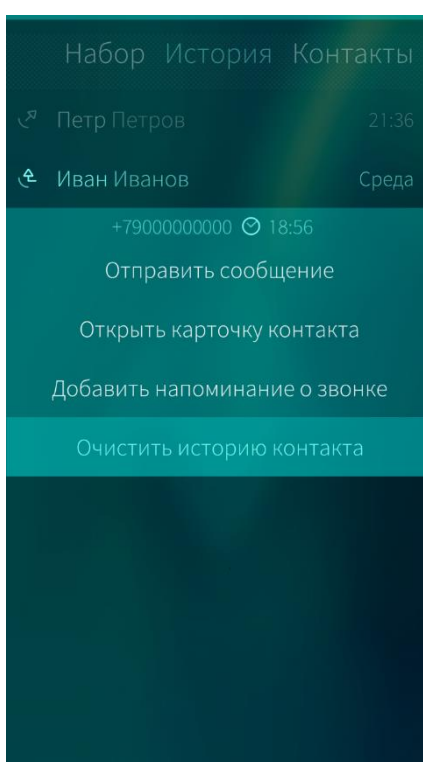 Набор История Контакты
Петр Петров 21:36
Иван Иванов Среда
+79000000000 18:56
Отправить сообщение
Открыть карточку контакта
Добавить напоминание о звонке
Очистить историю контакта